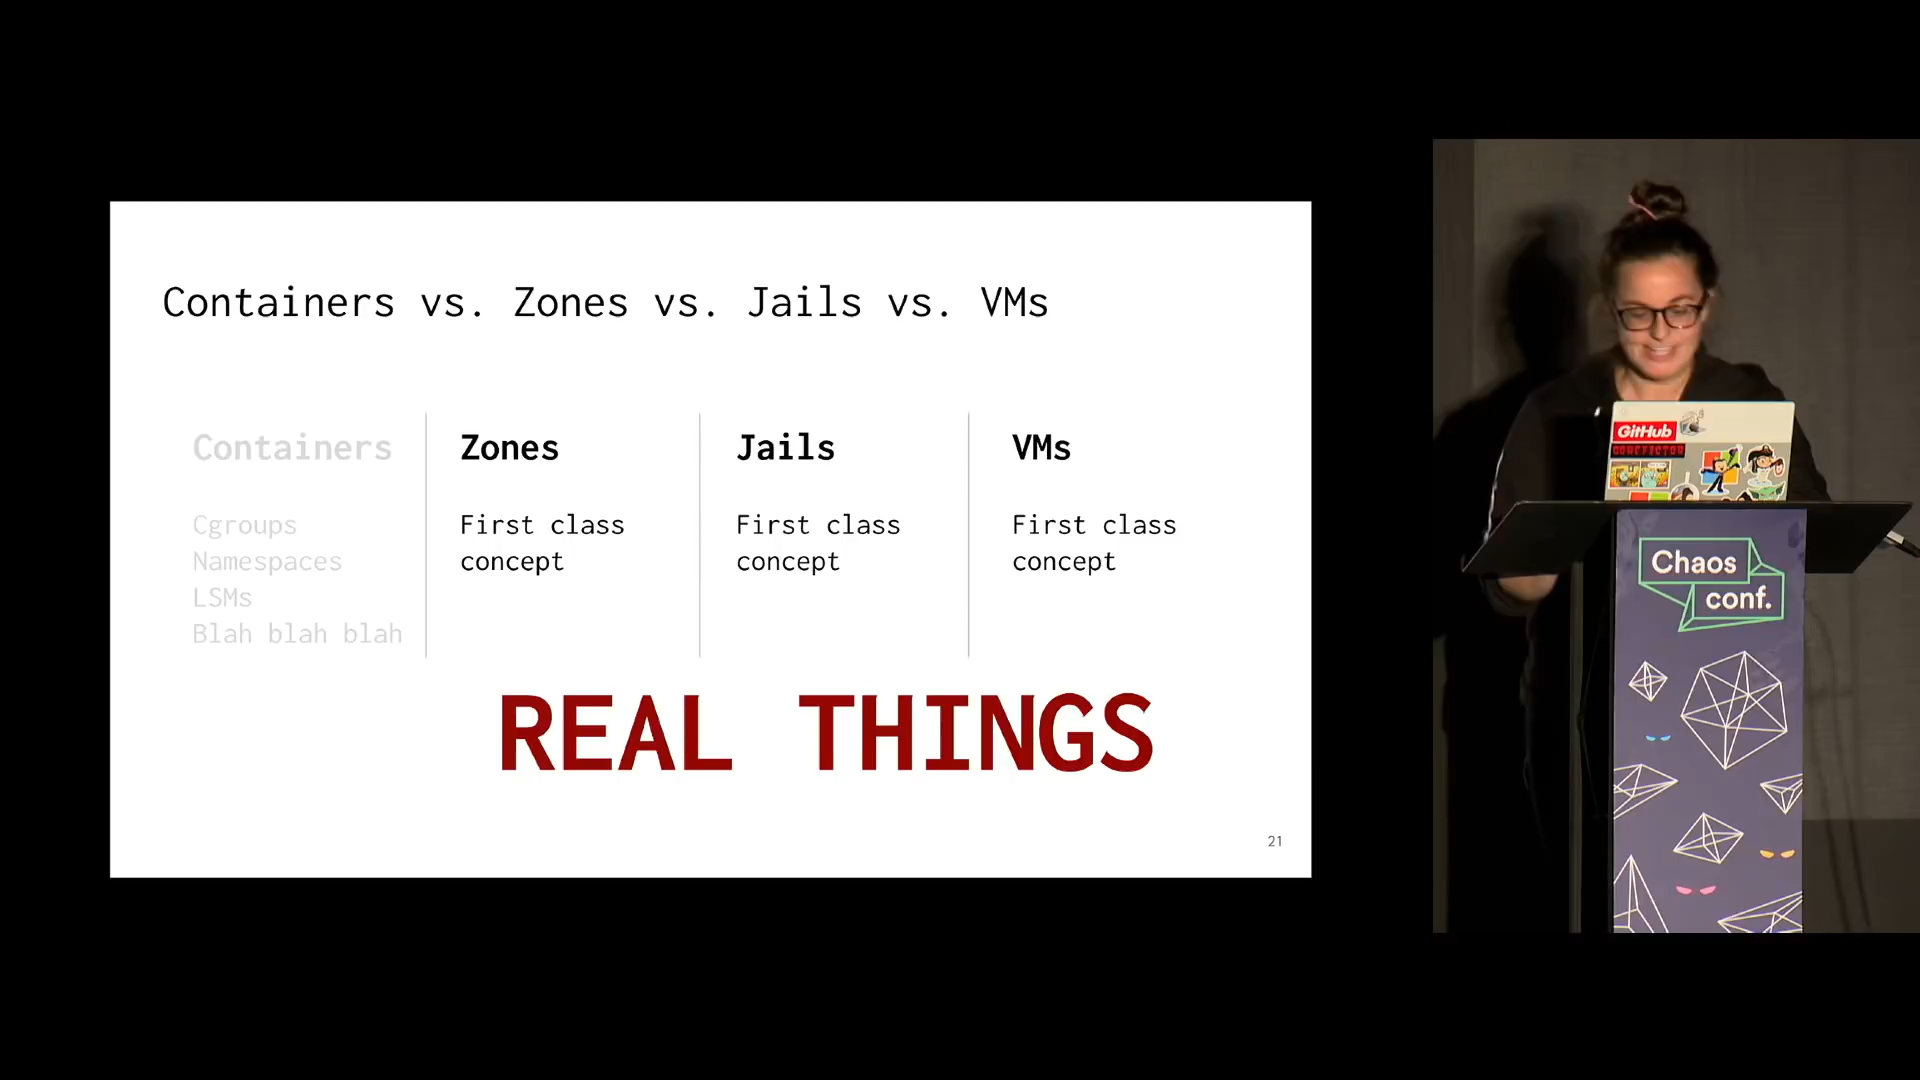 Containers vs. Zones vs. Jails vs. VMs
Containers
Cgroups
Namespaces
LSMs
Blah blah blah
Zones
First class
concept
Jails
First class
concept
VMs
First class
concept
REAL THINGS
21
GitHub
Chaos
conf.